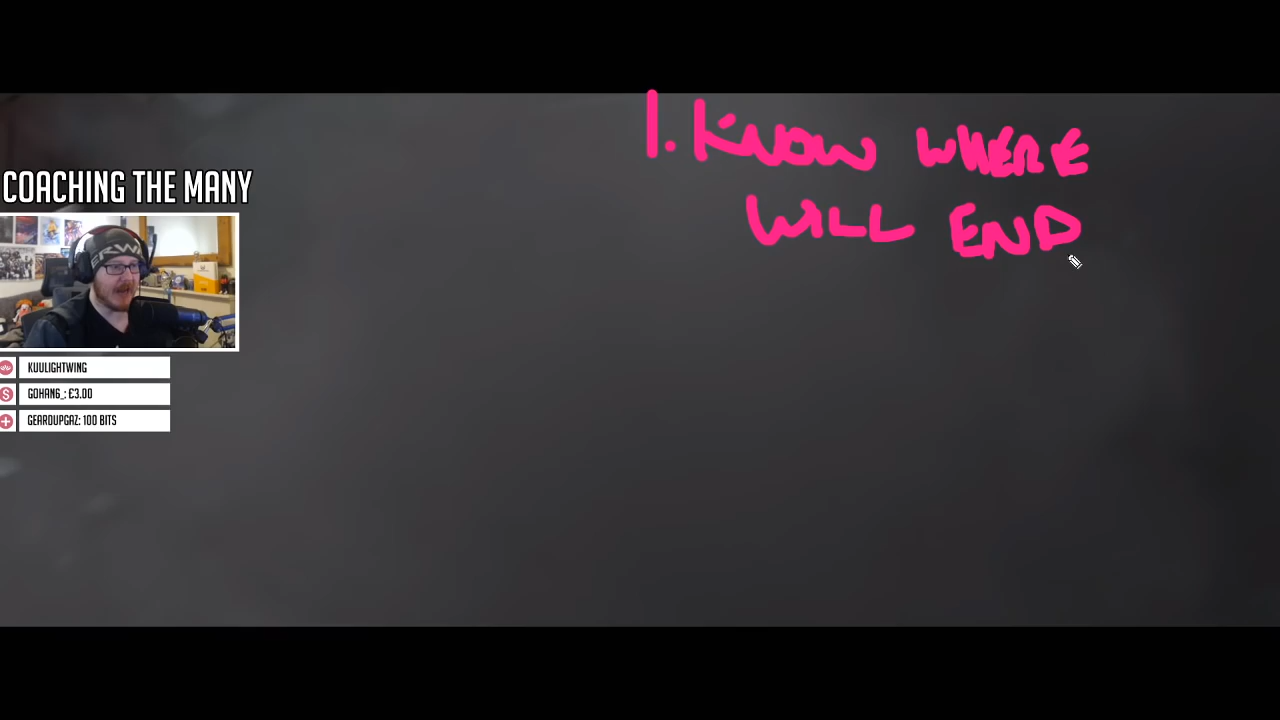 1. KNOW WHERE
WILL END
COACHING THE MANY
KUULIGHTWING
GOHAN6_: £3.00
GEARDUPGAZ: 100 BITS